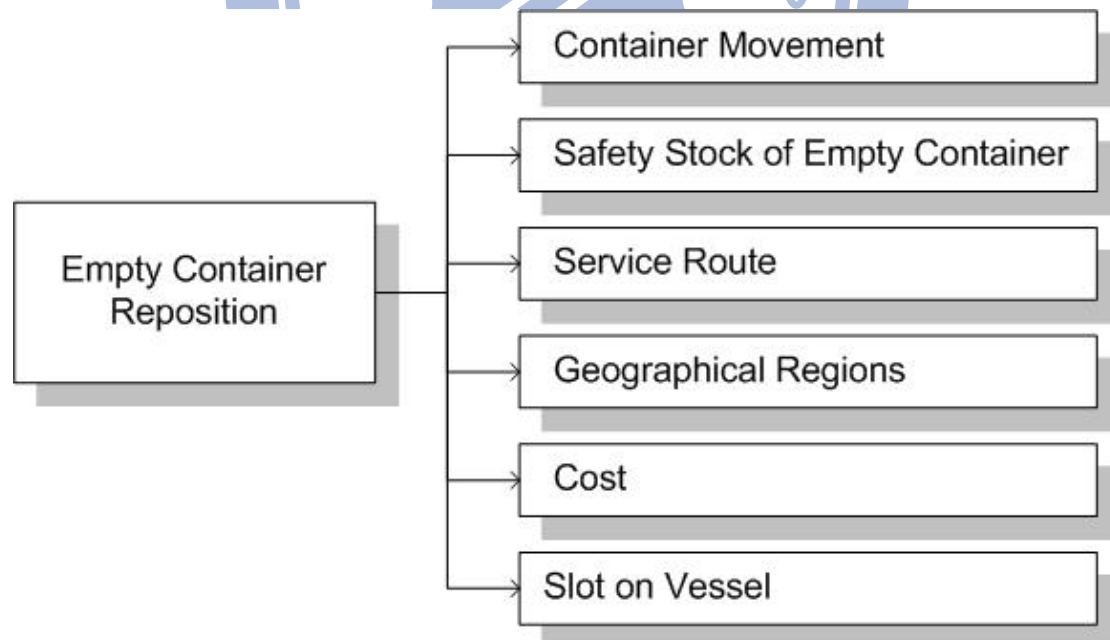 Container Movement
Safety Stock of Empty Container
Service Route
Empty Container
Reposition
Geographical Regions
Cost
Slot on Vessel